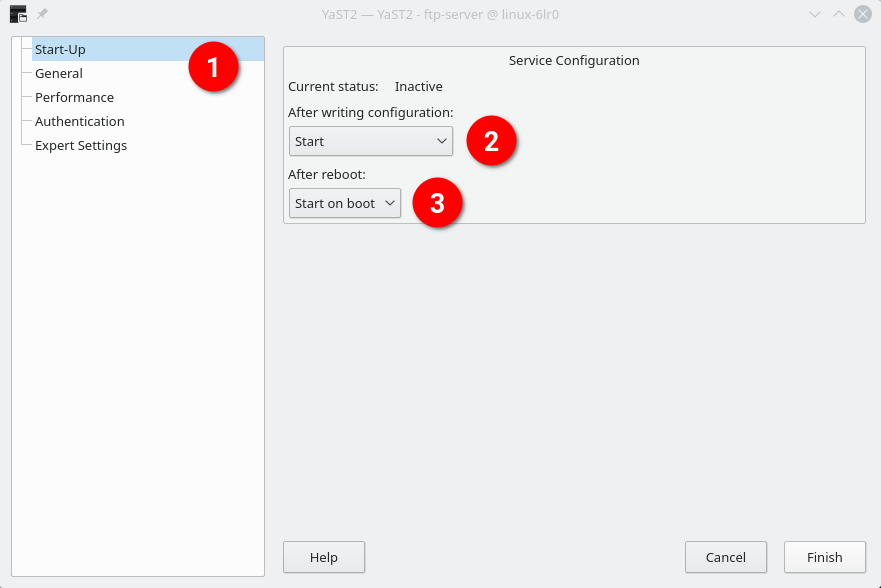 YaST2 — YaST2 - ftp-server @ linux-6lr0
Start-Up
General
Performance
Authentication
Expert Settings
1
Service Configuration
Current status: Inactive
After writing configuration:
Start
2
After reboot:
Start on boot
3
Help
Cancel
Finish